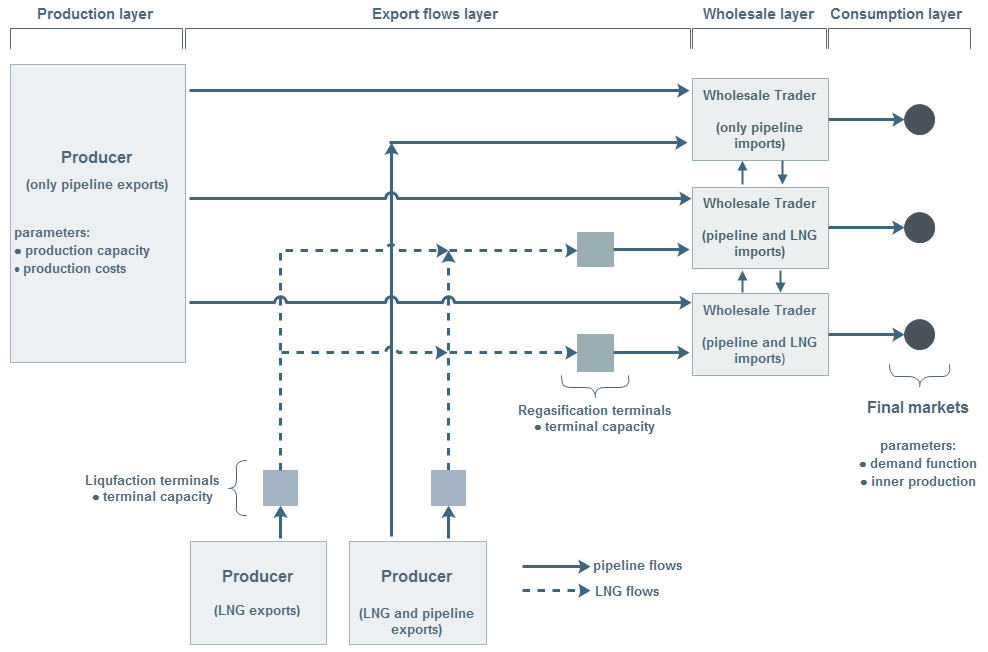 Production layer
Export flows layer
Wholesale layer
Consumption layer
Producer
(only pipeline exports)
parameters:
• production capacity
• production costs
Wholesale Trader
(only pipeline
imports)
Wholesale Trader
(pipeline and LNG
imports)
Wholesale Trader
(pipeline and LNG
imports)
Regasification terminals
• terminal capacity
Final markets
parameters:
• demand function
• inner production
Liqufaction terminals
• terminal capacity
Producer
(LNG exports)
Producer
(LNG and pipeline
exports)
pipeline flows
LNG flows